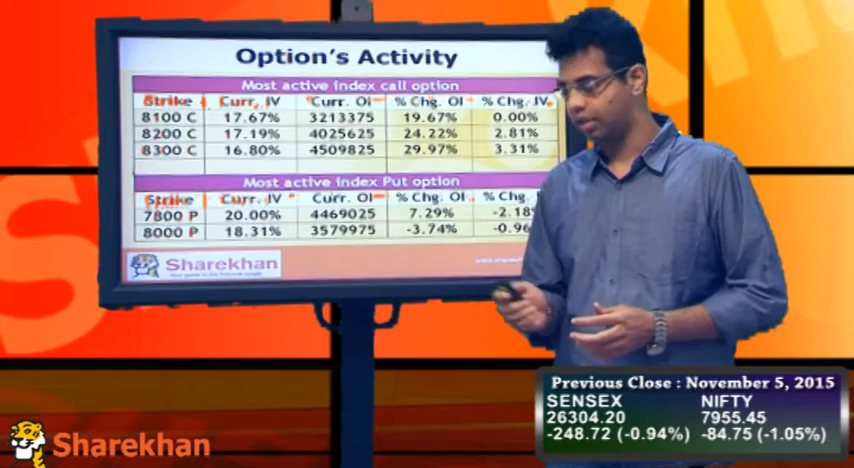 Option's Activity
Most active index call option
Strike Curr. IV Curr. OI % Chg. OI % Chg. IV
8100 C 17.67% 3213375 19.67% 0.00%
8200 C 17.19% 4025625 24.22% 2.81%
8300 C 16.80% 4509825 29.97% 3.31%
Most active index Put option
Strike Curr. IV Curr. OI % Chg. OI % Chg.
7800 P 20.00% 4469025 7.29% -2.18%
8000 P 18.31% 3579975 -3.74% -0.96
Sharekhan
Previous Close : November 5, 2015
SENSEX NIFTY
26304.20 7955.45
-248.72 (-0.94%) -84.75 (-1.05%)
Sharekhan